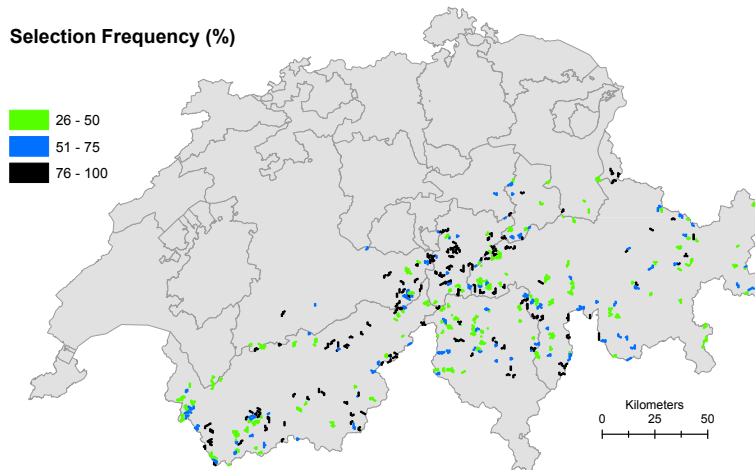 Selection Frequency (%)
26 - 50
51 - 75
76 - 100
Kilometers
0 25 50